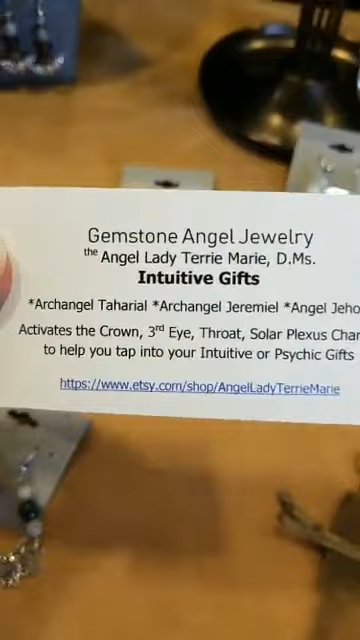 Gemstone Angel Jewelry
the Angel Lady Terrie Marie, D.Ms.
Intuitive Gifts
*Archangel Taharial *Archangel Jeremiel *Angel Jeho
Activates the Crown, 3rd Eye, Throat, Solar Plexus Cha
to help you tap into your Intuitive or Psychic Gifts
https://www.etsy.com/shop/AngelLadyTerrieMarie